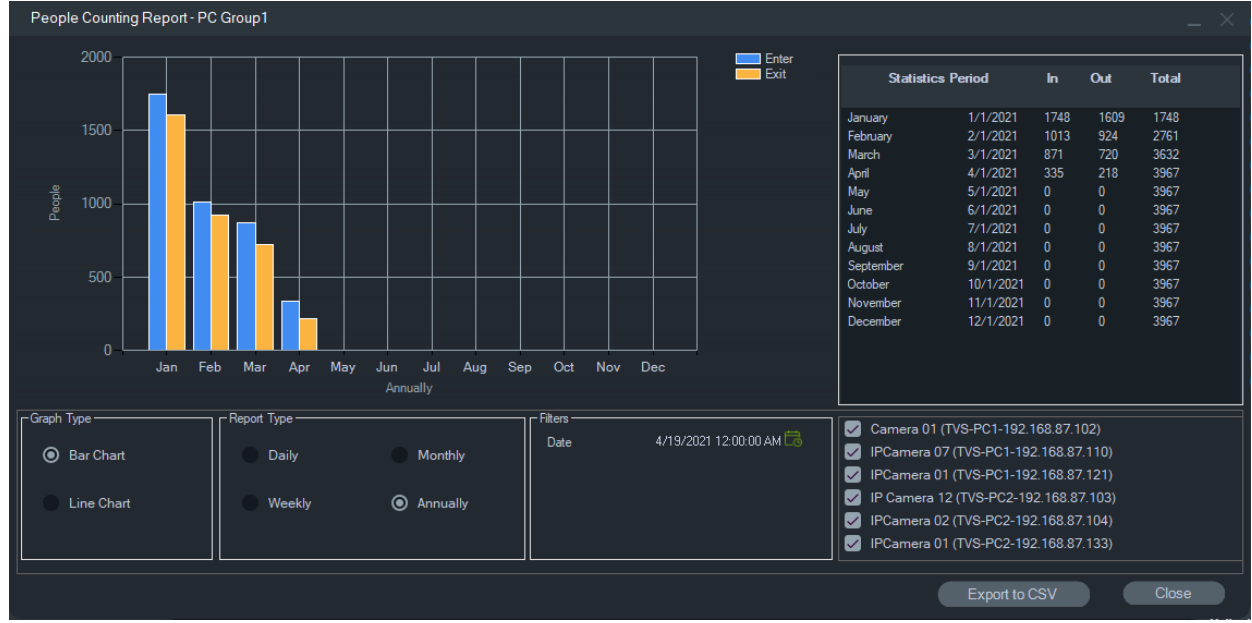 People Counting Report - PC Group1
2000
1500
1000
500
0
People
Jan Feb Mar Apr May Jun Jul Aug Sep Oct Nov Dec
Annually
Enter
Exit
Statistics Period In Out Total
January 1/1/2021 1748 1609 1748
February 2/1/2021 1013 924 2761
March 3/1/2021 871 720 3632
April 4/1/2021 335 218 3967
May 5/1/2021 0 0 3967
June 6/1/2021 0 0 3967
July 7/1/2021 0 0 3967
August 8/1/2021 0 0 3967
September 9/1/2021 0 0 3967
October 10/1/2021 0 0 3967
November 11/1/2021 0 0 3967
December 12/1/2021 0 0 3967
Graph Type
Bar Chart
Line Chart
Report Type
Daily Monthly
Weekly Annually
Filters
Date 4/19/2021 12:00:00 AM
Camera 01 (TVS-PC1-192.168.87.102)
IPCamera 07 (TVS-PC1-192.168.87.110)
IPCamera 01 (TVS-PC1-192.168.87.121)
IP Camera 12 (TVS-PC2-192.168.87.103)
IPCamera 02 (TVS-PC2-192.168.87.104)
IPCamera 01 (TVS-PC2-192.168.87.133)
Export to CSV Close